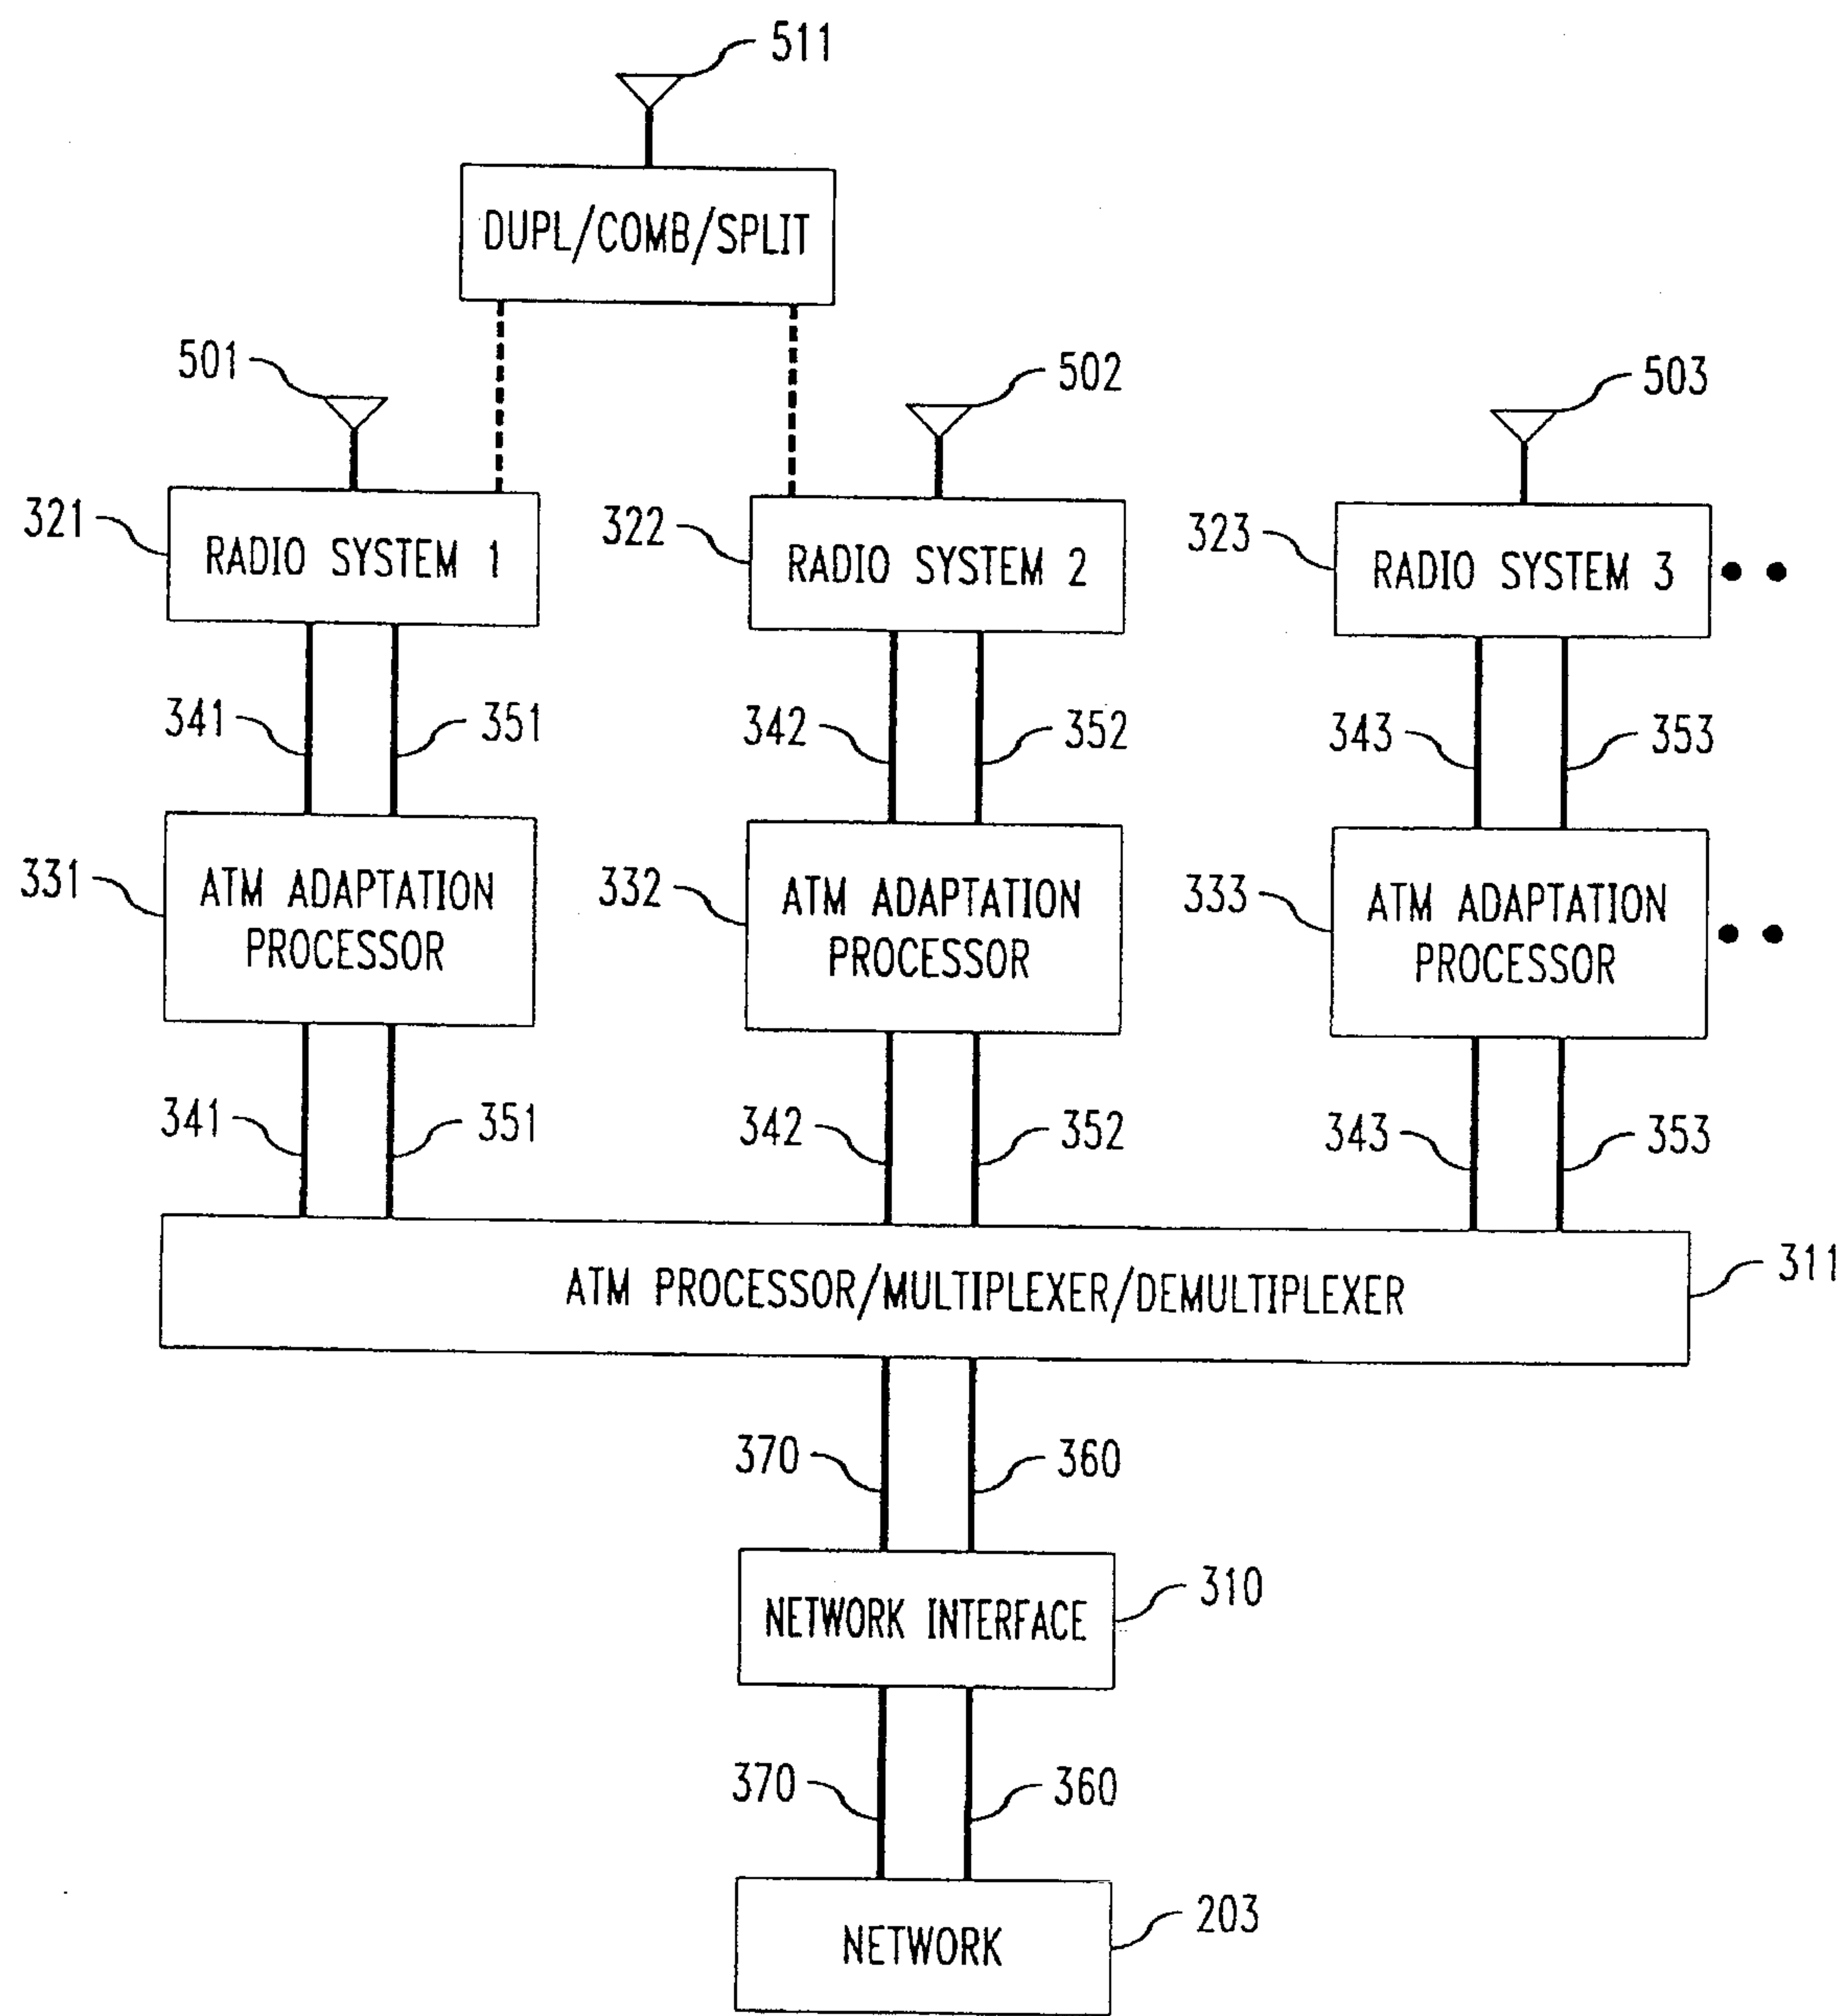 511
DUPL/COMB/SPLIT
501
502
503
321
RADIO SYSTEM 1
322
RADIO SYSTEM 2
323
RADIO SYSTEM 3
341
351
342
352
343
353
331
ATM ADAPTATION
PROCESSOR
332
ATM ADAPTATION
PROCESSOR
333
ATM ADAPTATION
PROCESSOR
341
351
342
352
343
353
ATM PROCESSOR/MULTIPLEXER/DEMULTIPLEXER
311
370
360
NETWORK INTERFACE
310
370
360
NETWORK
203